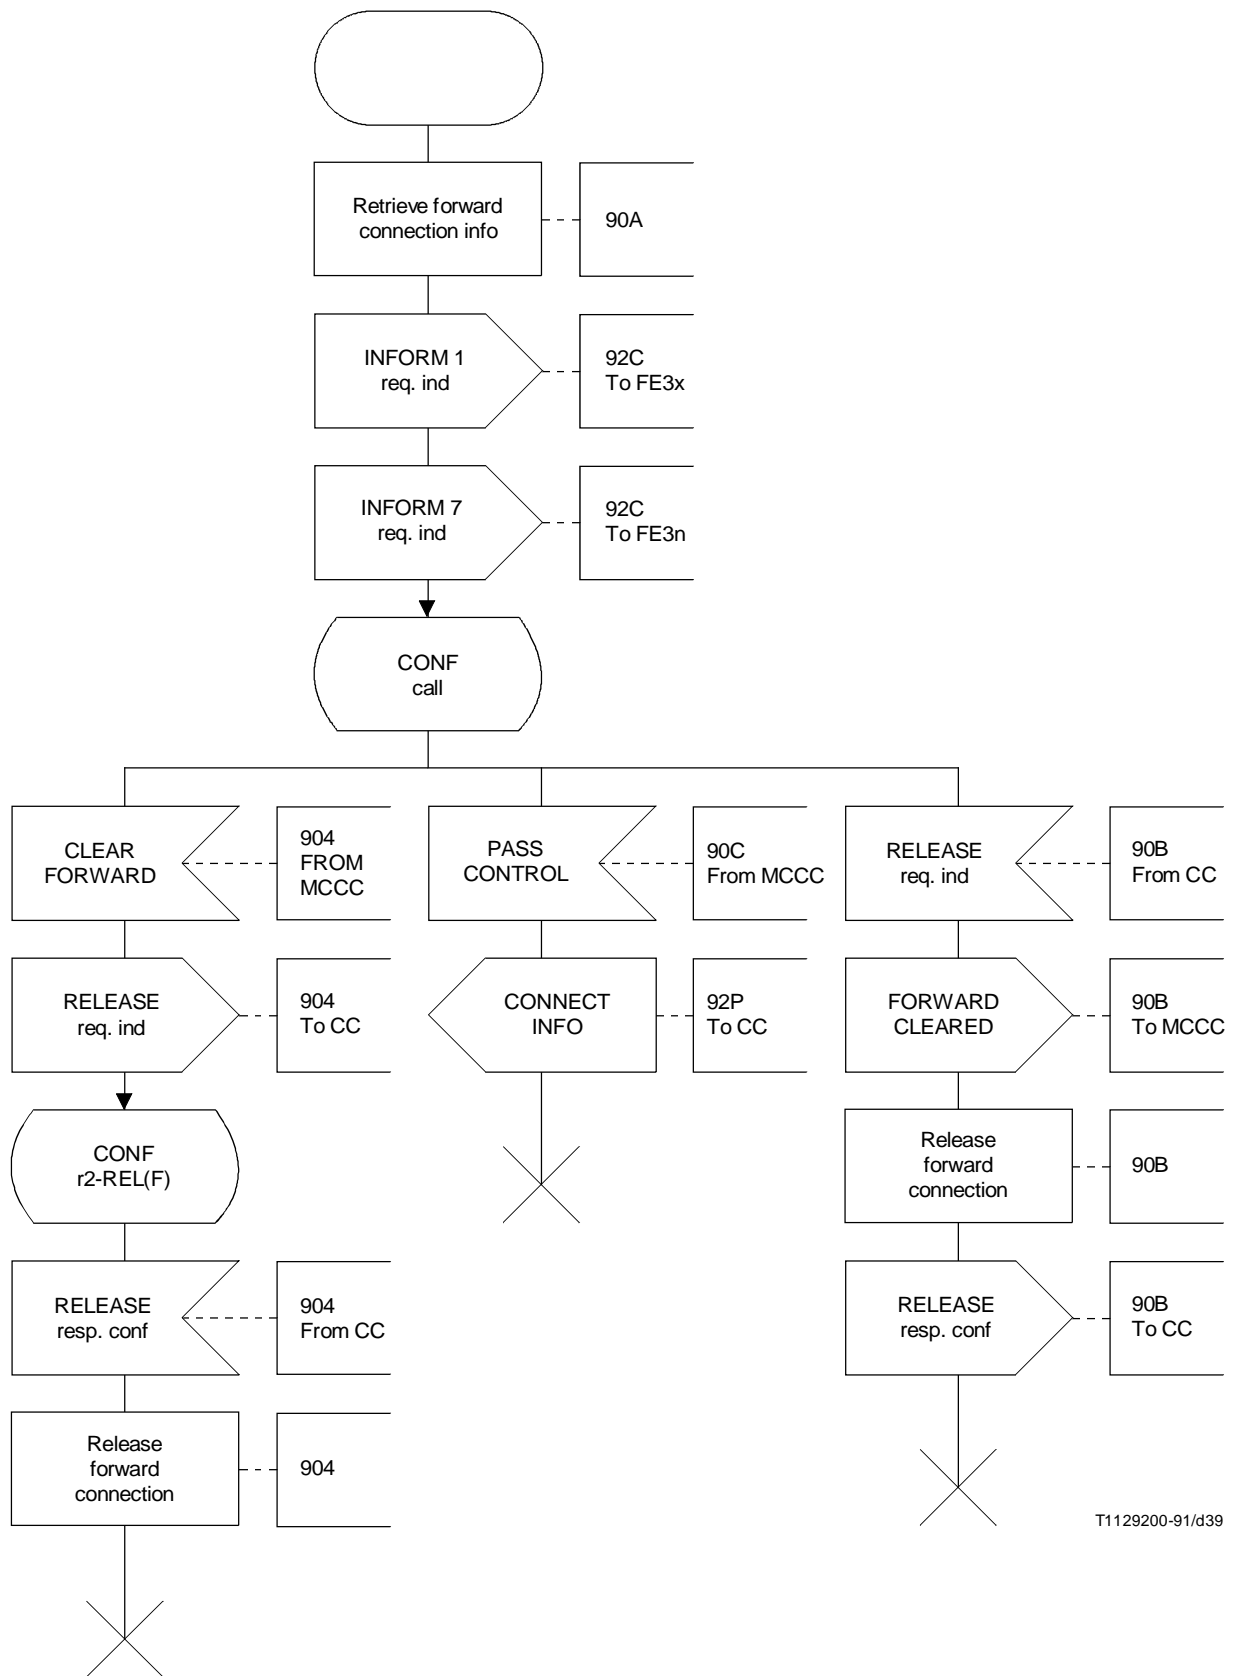 Retrieve forward
connection info
90A
INFORM 1
req. ind
92C
To FE3x
INFORM 7
req. ind
92C
To FE3n
CONF
call
CLEAR
FORWARD
904
FROM
MCCC
PASS
CONTROL
90C
From MCCC
RELEASE
req. ind
90B
From CC
RELEASE
req. ind
904
To CC
CONNECT
INFO
92P
To CC
FORWARD
CLEARED
90B
To MCCC
CONF
r2-REL(F)
Release
forward
connection
90B
RELEASE
resp. conf
904
From CC
RELEASE
resp. conf
90B
To CC
Release
forward
connection
904
T1129200-91/d39